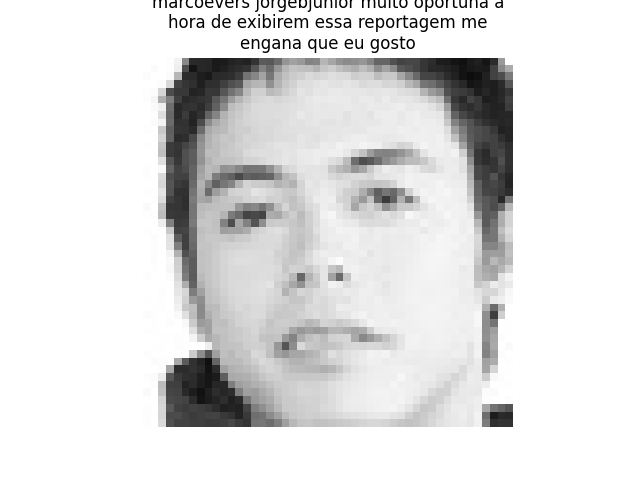 marcoevers jorgebjunior muito oportuna a
hora de exibirem essa reportagem me
engana que eu gosto